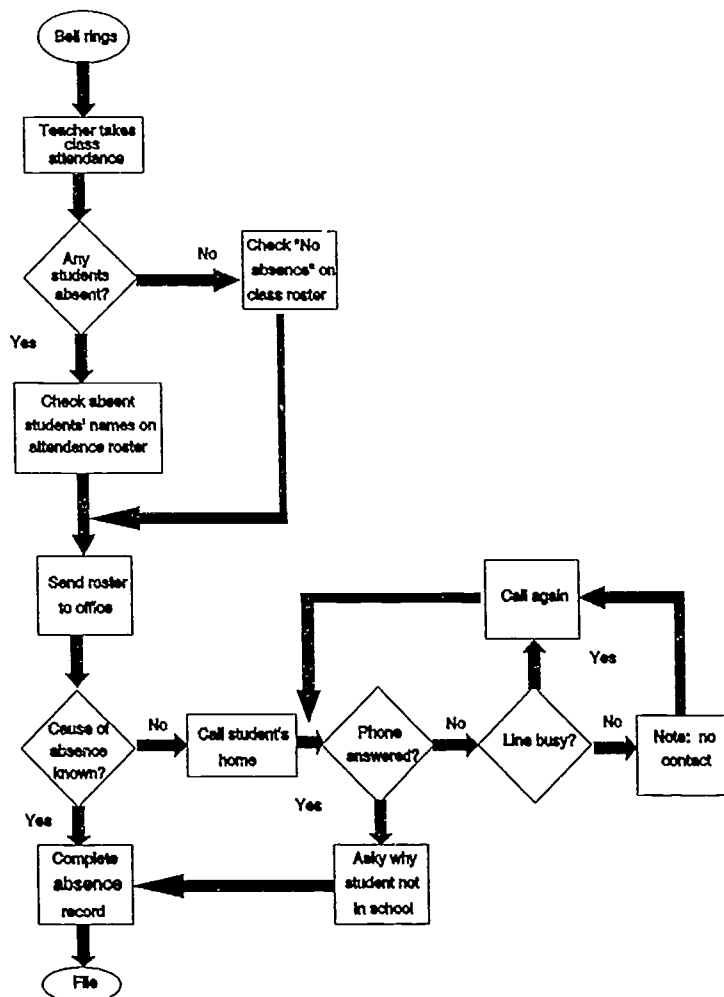 Bell rings
Teacher takes
class
attendance
Any
students
absent?
No
Check "No
absence" on
class roster
Yes
Check absent
students' names on
attendance roster
Send roster
to office
Call again
Yes
Cause of
absence
known?
No
Call student's
home
Phone
answered?
No
Line busy?
No
Note: no
contact
Yes
Yes
Complete
absence
record
Asky why
student not
in school
File